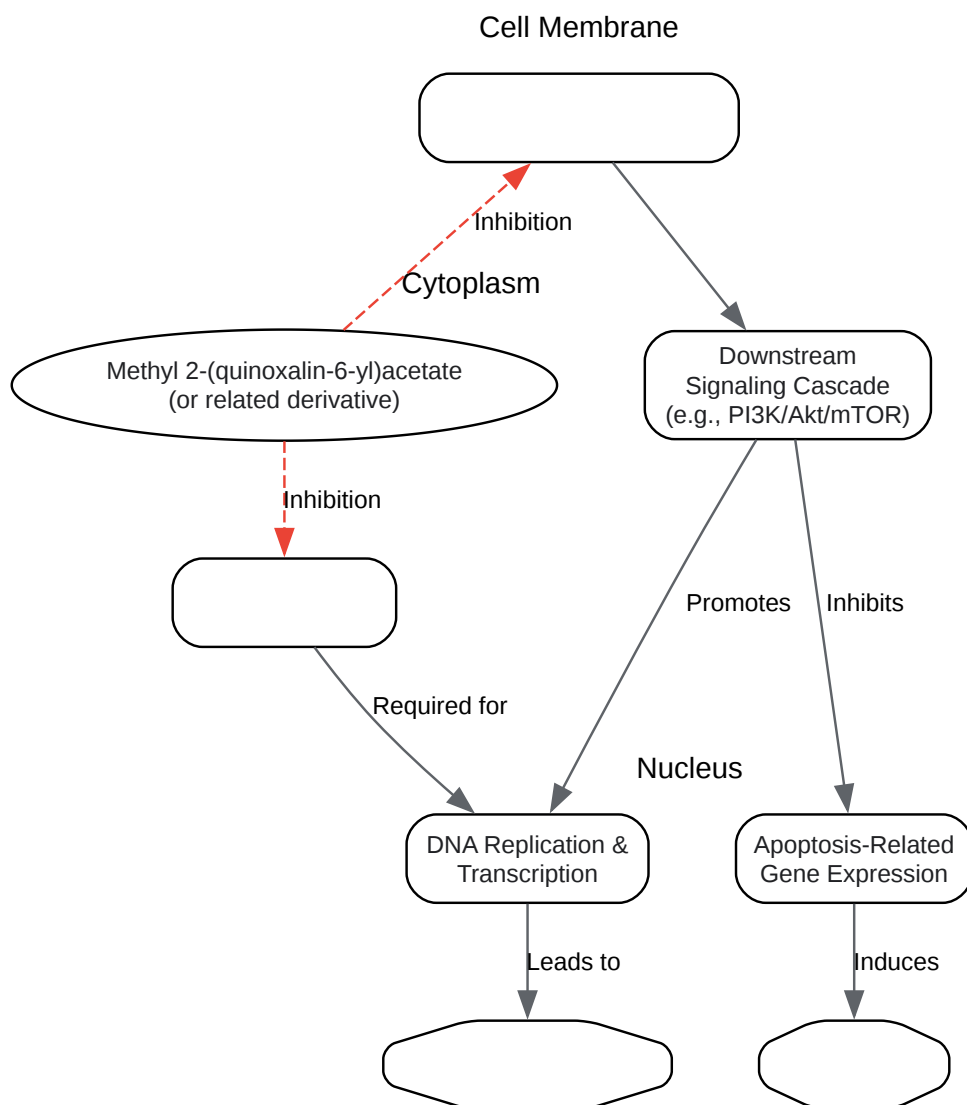 Cell Membrane
Inhibition
Cytoplasm
Methyl 2-(quinoxalin-6-yl)acetate
(or related derivative)
Downstream
Signaling Cascade
(e.g., PI3K/Akt/mTOR)
Inhibition
Promotes
Inhibits
Required for
Nucleus
DNA Replication &
Transcription
Apoptosis-Related
Gene Expression
Leads to
Induces